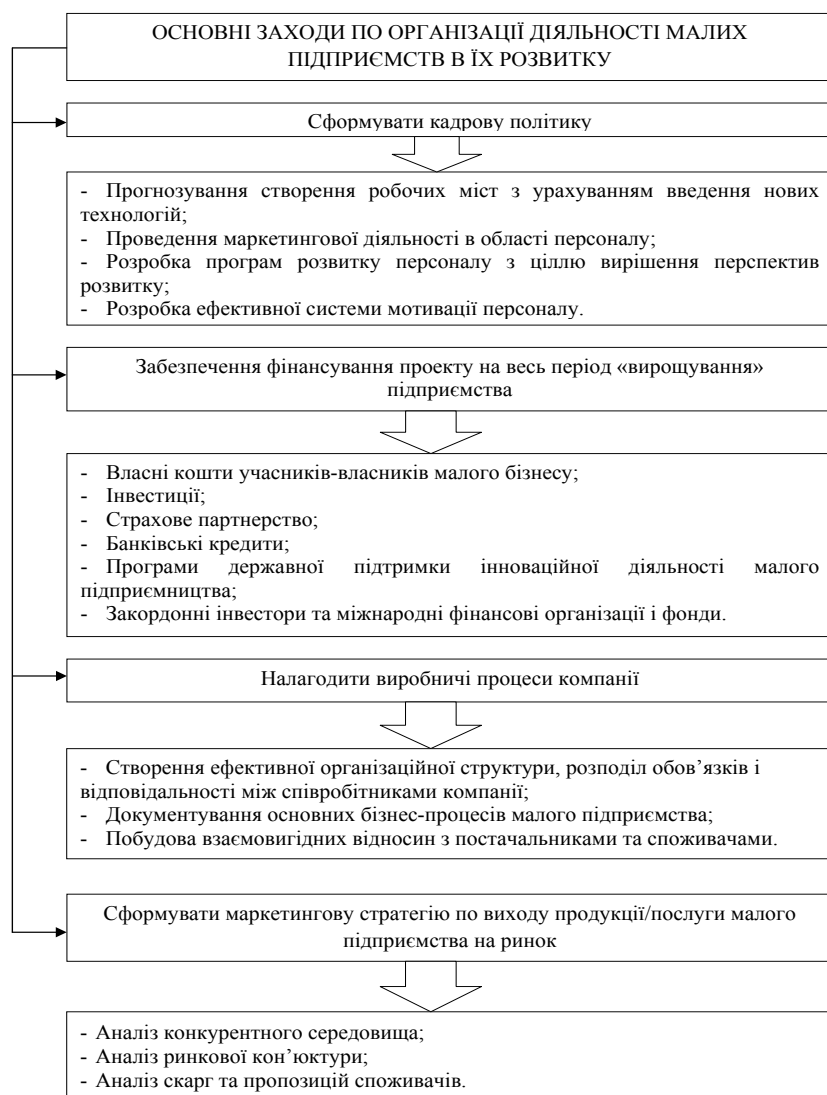 ОСНОВНІ ЗАХОДИ ПО ОРГАНІЗАЦІЇ ДІЯЛЬНОСТІ МАЛИХ
ПІДПРИЄМСТВ В ЇХ РОЗВИТКУ
Сформувати кадрову політику
- Прогнозування створення робочих міст з урахуванням введення нових
технологій;
- Проведення маркетингової діяльності в області персоналу;
- Розробка програм розвитку персоналу з ціллю вирішення перспектив
розвитку;
- Розробка ефективної системи мотивації персоналу.
Забезпечення фінансування проекту на весь період «вирощування»
підприємства
- Власні кошти учасників-власників малого бізнесу;
- Інвестиції;
- Страхове партнерство;
- Банківські кредити;
- Програми державної підтримки інноваційної діяльності малого
підприємництва;
- Закордонні інвестори та міжнародні фінансові організації і фонди.
Налагодити виробничі процеси компанії
- Створення ефективної організаційної структури, розподіл обов’язків і
відповідальності між співробітниками компанії;
- Документування основних бізнес-процесів малого підприємства;
- Побудова взаємовигідних відносин з постачальниками та споживачами.
Сформувати маркетингову стратегію по виходу продукції/послуги малого
підприємства на ринок
- Аналіз конкурентного середовища;
- Аналіз ринкової кон’юктури;
- Аналіз скарг та пропозицій споживачів.